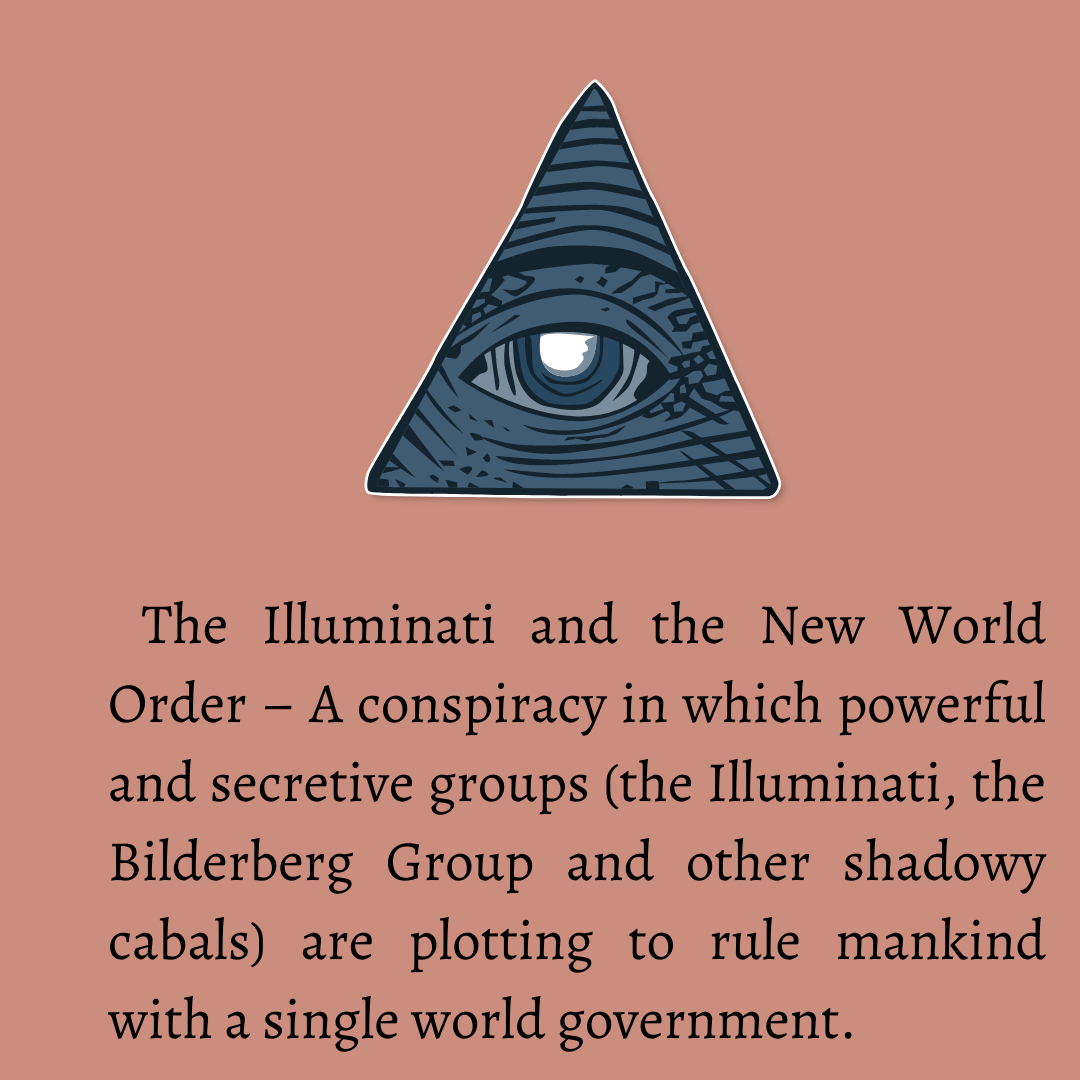 The Illuminati and the New World
Order – A conspiracy in which powerful
and secretive groups (the Illuminati, the
Bilderberg Group and other shadowy
cabals) are plotting to rule mankind
with a single world government.